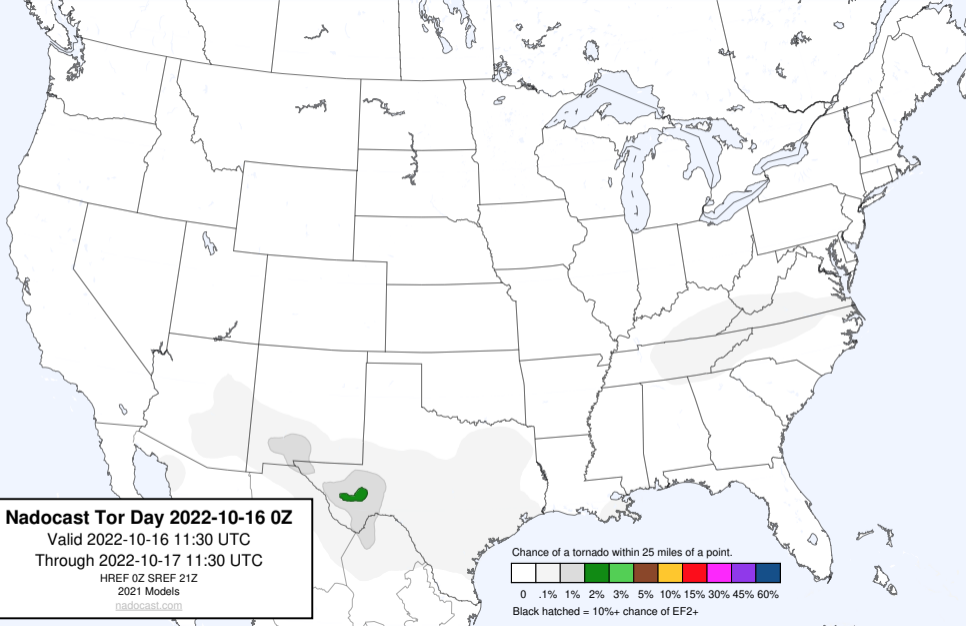 Nadocast Tor Day 2022-10-16 0Z
Valid 2022-10-16 11:30 UTC
Through 2022-10-17 11:30 UTC
HREF 0Z SREF 21Z
2021 Models
nadocast.com
Chance of a tornado within 25 miles of a point.
0 .1% 1% 2% 3% 5% 10% 15% 30% 45% 60%
Black hatched = 10%+ chance of EF2+